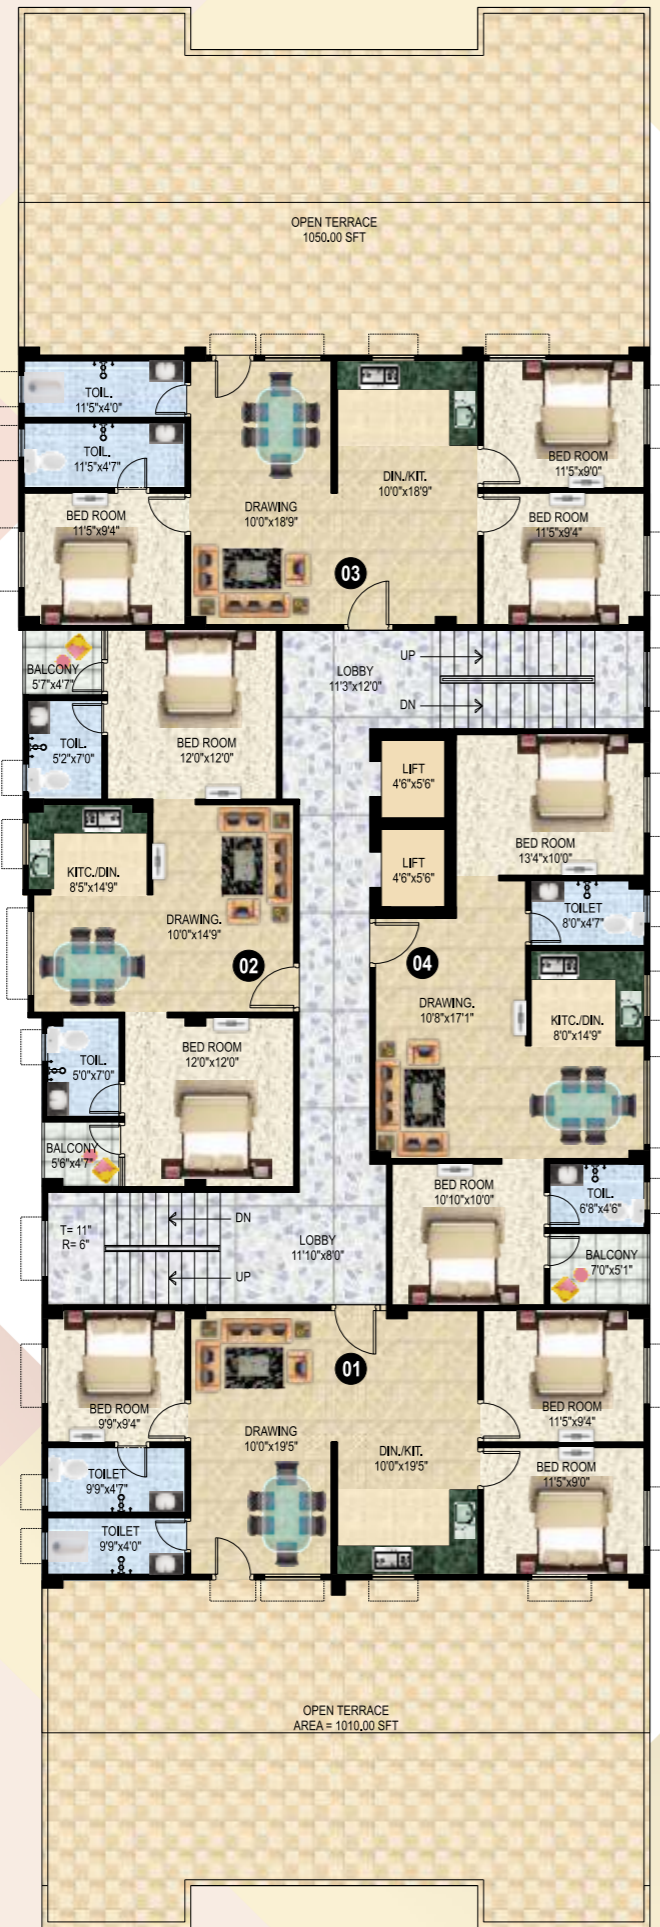 OPEN TERRACE
1050.00 SFT
TOIL.
11'5"x4'0"
TOIL.
11'5"x4'7"
BED ROOM
11'5"x9'4"
DRAWING
10'0"x18'9"
DIN./KIT.
10'0"x18'9"
BED ROOM
11'5"x9'0"
BED ROOM
11'5"x9'4"
03
BALCONY
5'7"x4'7"
TOIL.
5'2"x7'0"
BED ROOM
12'0"x12'0"
LOBBY
11'3"x12'0"
UP
DN
LIFT
4'6"x5'6"
LIFT
4'6"x5'6"
BED ROOM
13'4"x10'0"
KITC./DIN.
8'5"x14'9"
DRAWING.
10'0"x14'9"
02
04
TOILET
8'0"x4'7"
DRAWING.
10'8"x17'1"
KITC./DIN.
8'0"x14'9"
TOIL.
5'0"x7'0"
BED ROOM
12'0"x12'0"
BALCONY
5'6"x4'7"
BED ROOM
10'10"x10'0"
TOIL.
6'8"x4'6"
BALCONY
7'0"x5'1"
T= 11"
R= 6"
DN
UP
LOBBY
11'10"x8'0"
01
BED ROOM
9'9"x9'4"
DRAWING
10'0"x19'5"
DIN./KIT.
10'0"x19'5"
BED ROOM
11'5"x9'4"
BED ROOM
11'5"x9'0"
TOILET
9'9"x4'7"
TOILET
9'9"x4'0"
OPEN TERRACE
AREA = 1010.00 SFT